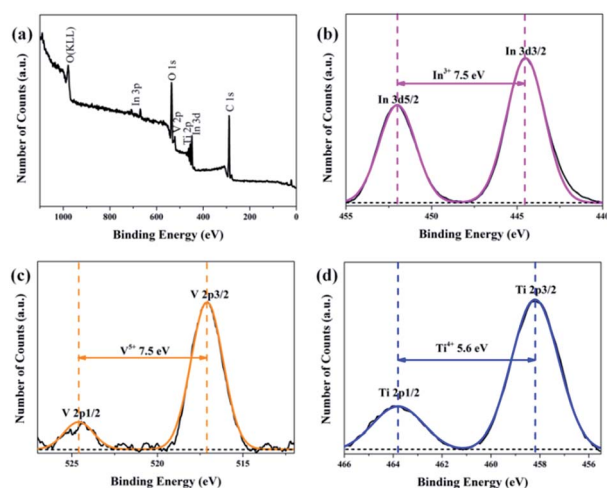 (a)
O(KLL)
In 3p
O 1s
V 2p
Ti 2p
In 3d
C 1s
Number of Counts (a.u.)
1000 800 600 400 200 0
Binding Energy (eV)
(b)
In 3d3/2
In³⁺ 7.5 eV
In 3d5/2
Number of Counts (a.u.)
455 450 445 440
Binding Energy (eV)
(c)
V 2p3/2
V⁵⁺ 7.5 eV
V 2p1/2
Number of Counts (a.u.)
525 520 515
Binding Energy (eV)
(d)
Ti 2p3/2
Ti⁴⁺ 5.6 eV
Ti 2p1/2
Number of Counts (a.u.)
466 464 462 460 458 456
Binding Energy (eV)